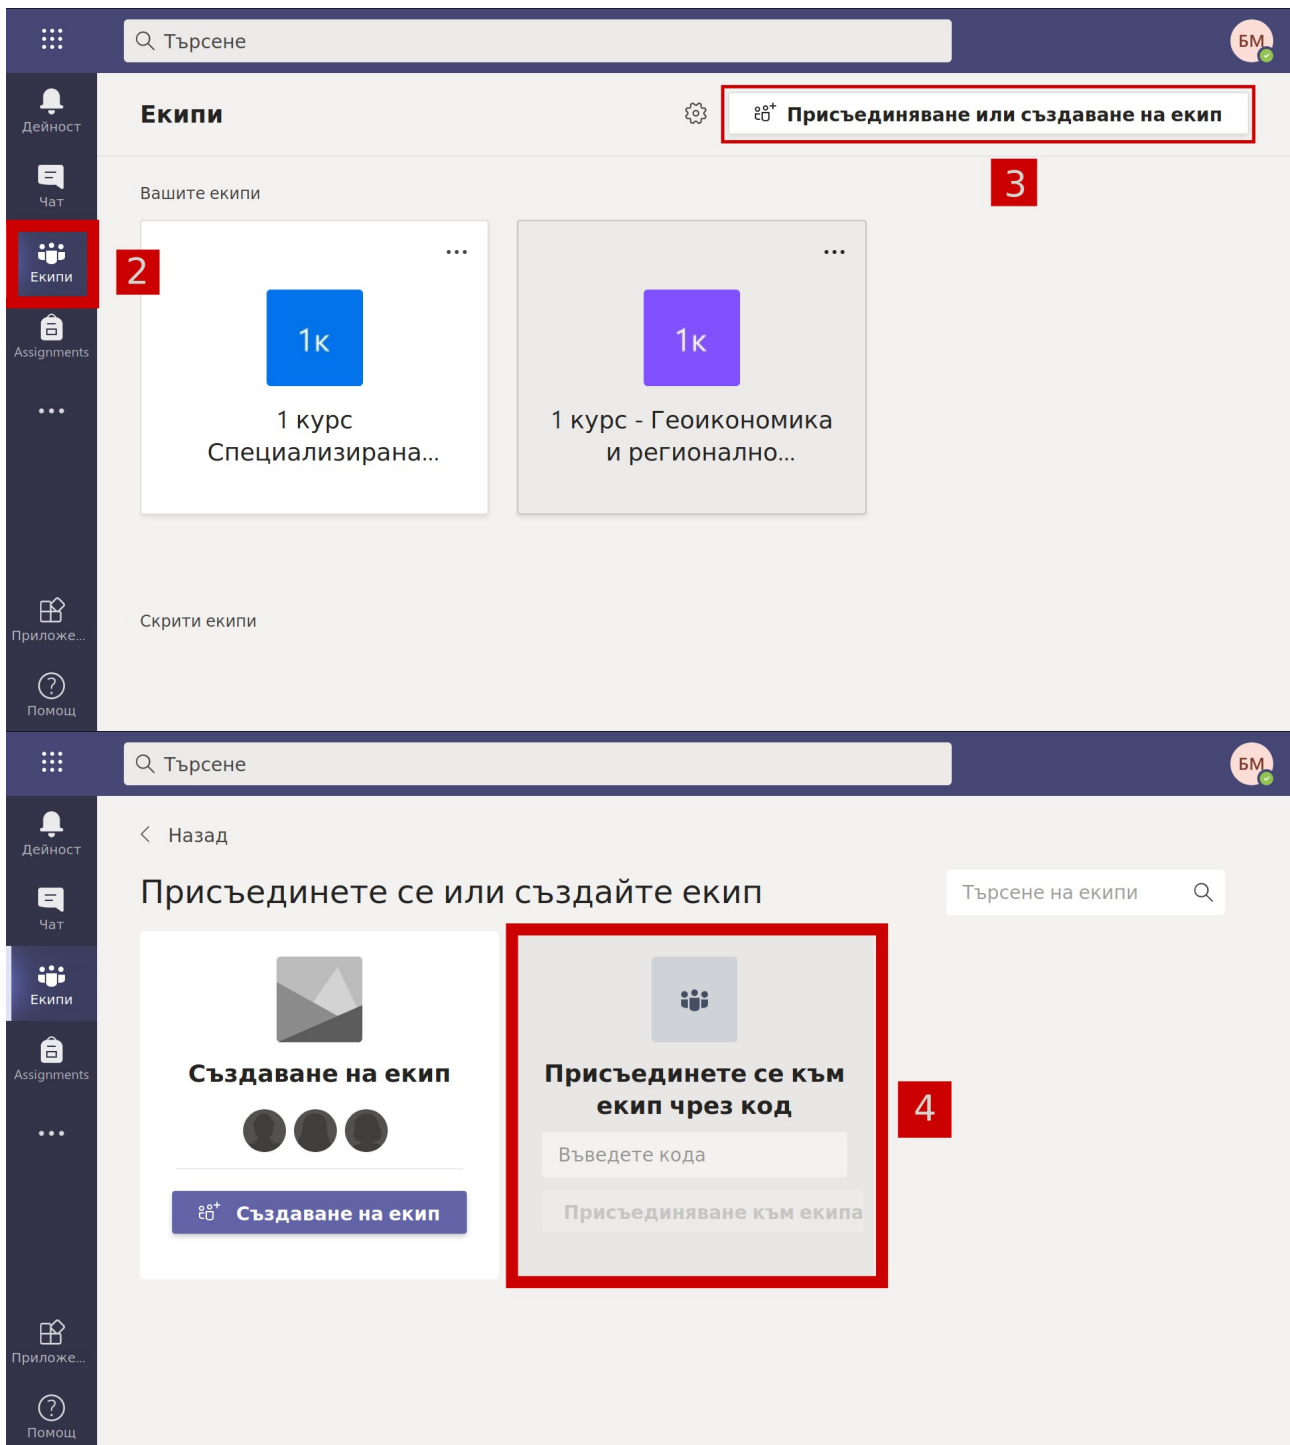 Търсене
БМ
Дейност
Екипи
Присъединяване или създаване на екип
3
Чат
Вашите екипи
Екипи
2
Assignments
1к
1к
1 курс
Специализирана...
1 курс - Геоикономика
и регионално...
Приложе...
Скрити екипи
Помощ
Търсене
БМ
Дейност
Назад
Присъединете се или създайте екип
Търсене на екипи
Чат
Екипи
Assignments
Създаване на екип
Създаване на екип
Присъединете се към
екип чрез код
Въведете кода
Присъединяване към екипа
4
Приложе...
Помощ